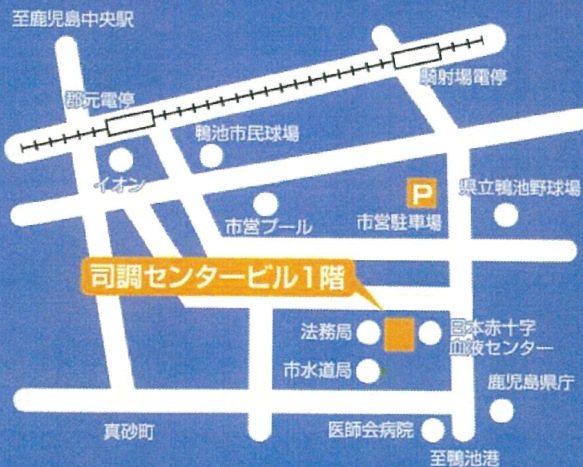 至鹿児島中央駅
騎射場電停
郡元電停
鴨池市民球場
イオン
P
県立鴨池野球場
市営プール
市営駐車場
司調センタービル1階
法務局
日本赤十字
血液センター
市水道局
鹿児島県庁
真砂町
医師会病院
至鴨池港